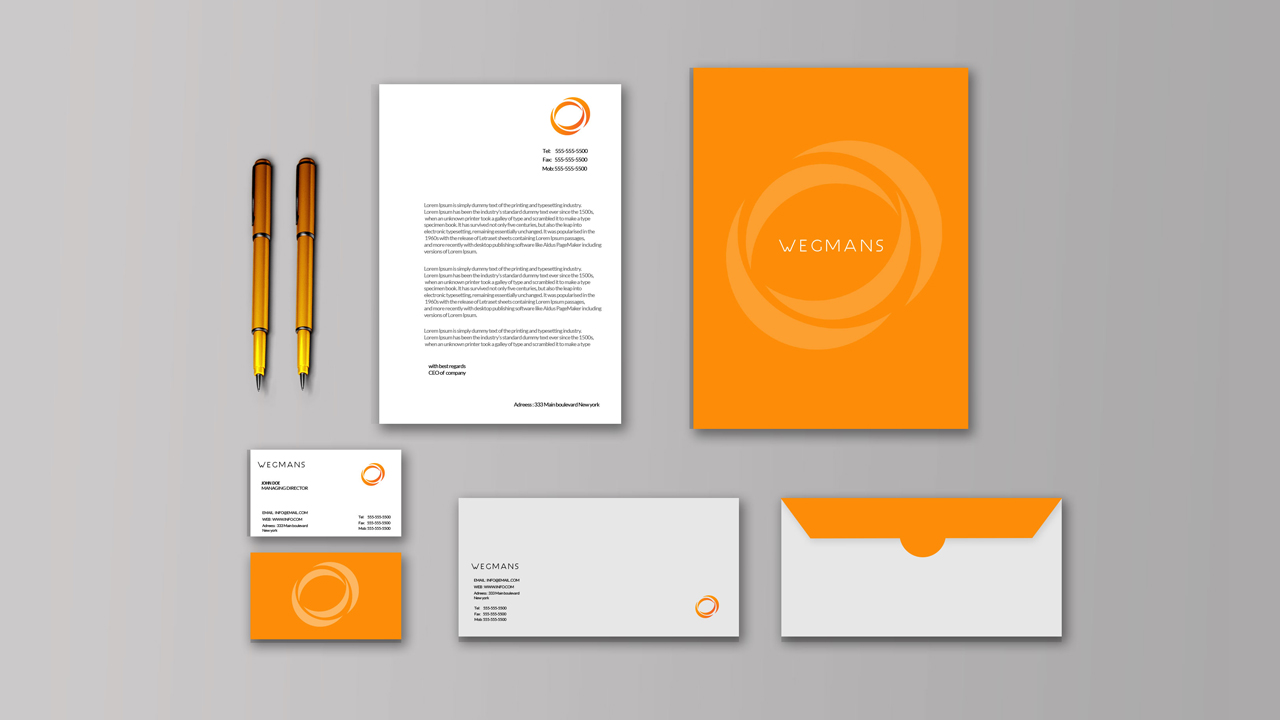 Tel: 555-555-5500
Fax: 555-555-5500
Mob: 555-555-5500
Lorem Ipsum is simply dummy text of the printing and typesetting industry.
Lorem Ipsum has been the industry's standard dummy text ever since the 1500s,
when an unknown printer took a galley of type and scrambled it to make a type
specimen book. It has survived not only five centuries, but also the leap into
electronic typesetting, remaining essentially unchanged. It was popularised in the
1960s with the release of Letraset sheets containing Lorem Ipsum passages,
and more recently with desktop publishing software like Aldus PageMaker including
versions of Lorem Ipsum.
Lorem Ipsum is simply dummy text of the printing and typesetting industry.
Lorem Ipsum has been the industry's standard dummy text ever since the 1500s,
when an unknown printer took a galley of type and scrambled it to make a type
specimen book. It has survived not only five centuries, but also the leap into
electronic typesetting, remaining essentially unchanged. It was popularised in the
1960s with the release of Letraset sheets containing Lorem Ipsum passages,
and more recently with desktop publishing software like Aldus PageMaker including
versions of Lorem Ipsum.
Lorem Ipsum is simply dummy text of the printing and typesetting industry.
Lorem Ipsum has been the industry's standard dummy text ever since the 1500s,
when an unknown printer took a galley of type and scrambled it to make a type
with best regards
CEO of company
Adreess : 333 Main boulevard New york
WEGMANS
WEGMANS
JOHN DOE
MANAGING DIRECTOR
EMAIL : INFO@EMAIL.COM
WEB: WWW.INFO.COM
Adreess : 333 Main boulevard
New york
Tel: 555-555-5500
Fax: 555-555-5500
Mob: 555-555-5500
WEGMANS
EMAIL : INFO@EMAIL.COM
WEB: WWW.INFO.COM
Adreess : 333 Main boulevard
New york
Tel: 555-555-5500
Fax: 555-555-5500
Mob: 555-555-5500